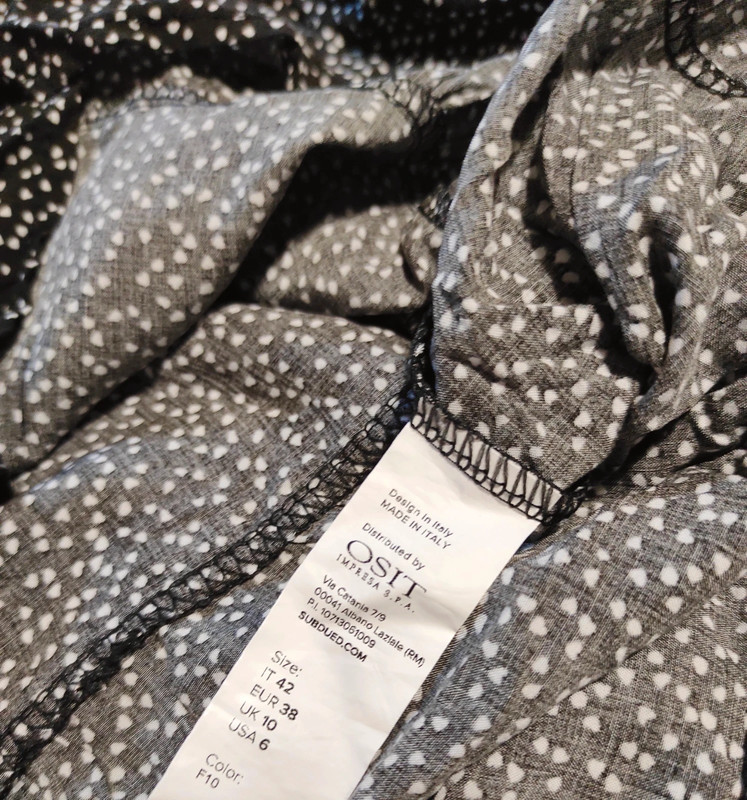 Design in Italy
MADE IN ITALY
Distributed by
OSIT
IMPRESA S.P.A.
Via Catania 7/9
00041 Albano Laziale (RM)
P.I. 10713061009
SUBDUED.COM
Size:
IT 42
EUR 38
UK 10
USA 6
Color:
F10